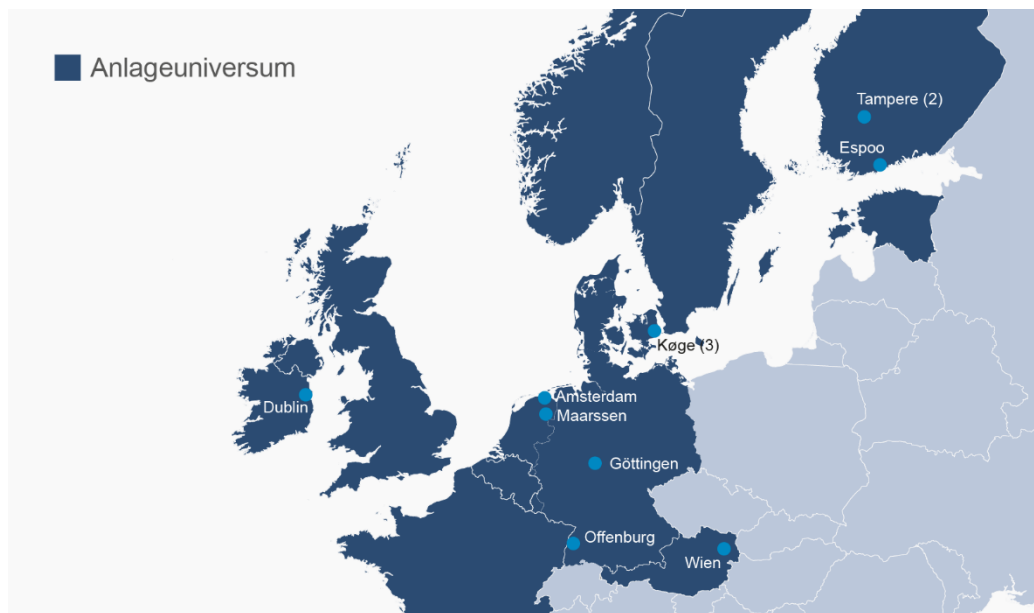 Anlageuniversum
Tampere (2)
Espoo
Køge (3)
Amsterdam
Dublin
Maarssen
Göttingen
Offenburg
Wien